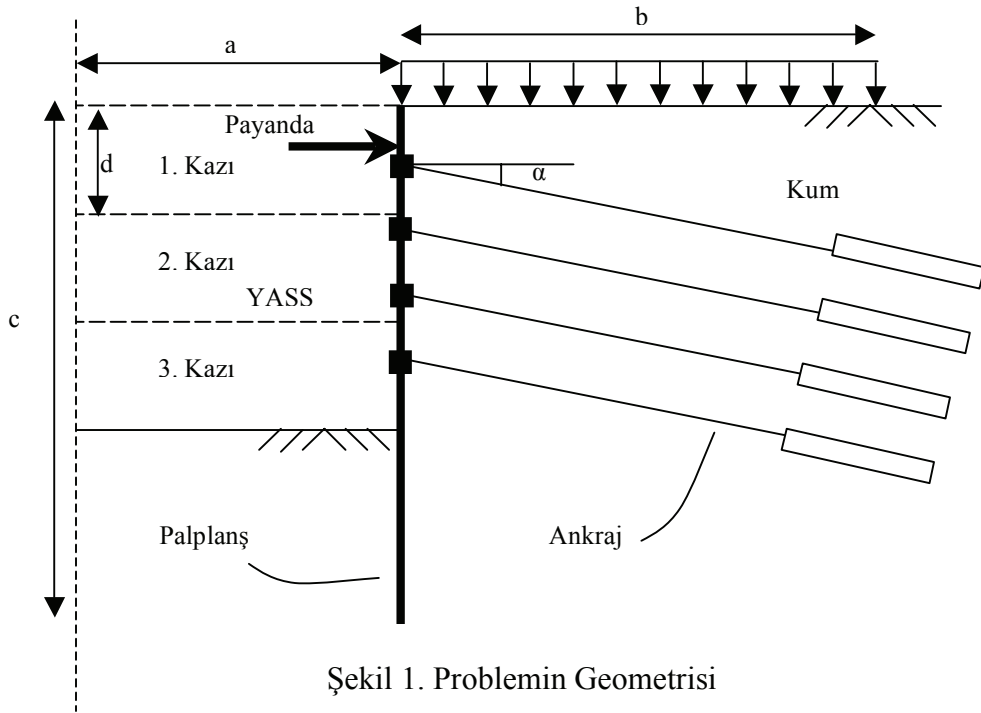 b
a
Payanda
d
1. Kazı
α
Kum
2. Kazı
YASS
c
3. Kazı
Palplanş
Ankraj
Şekil 1. Problemin Geometrisi